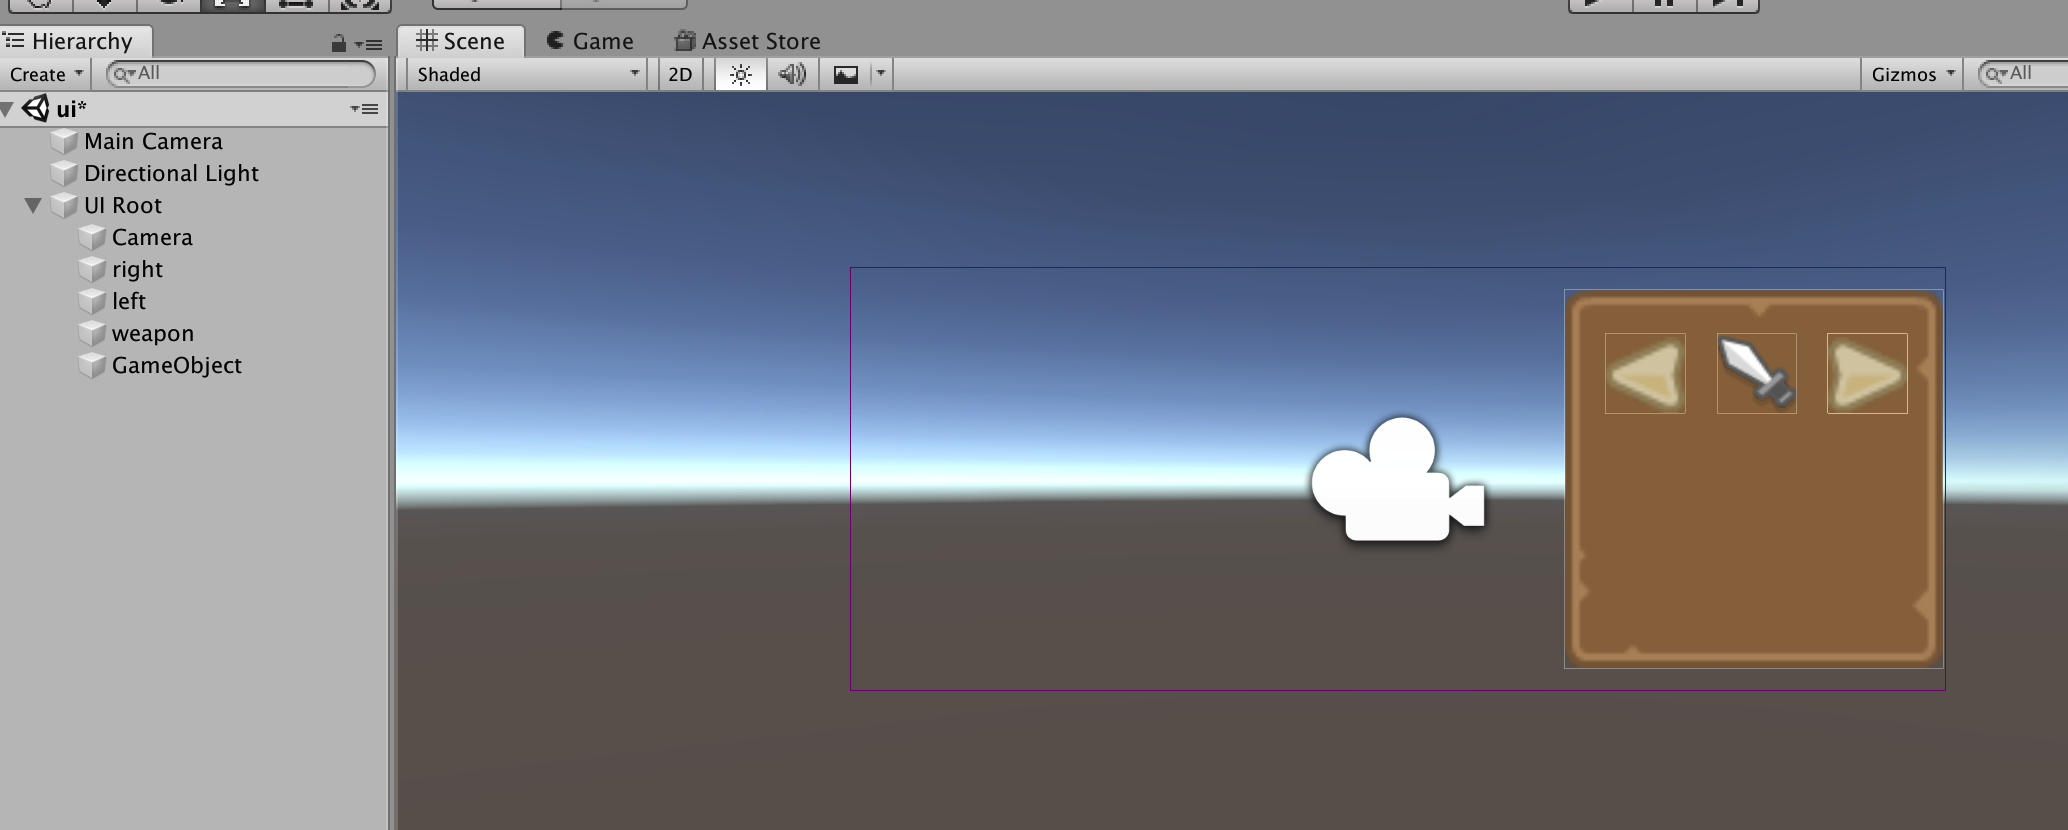 Hierarchy
Scene
Game
Asset Store
Create
All
Shaded
2D
Gizmos
All
ui*
Main Camera
Directional Light
UI Root
Camera
right
left
weapon
GameObject